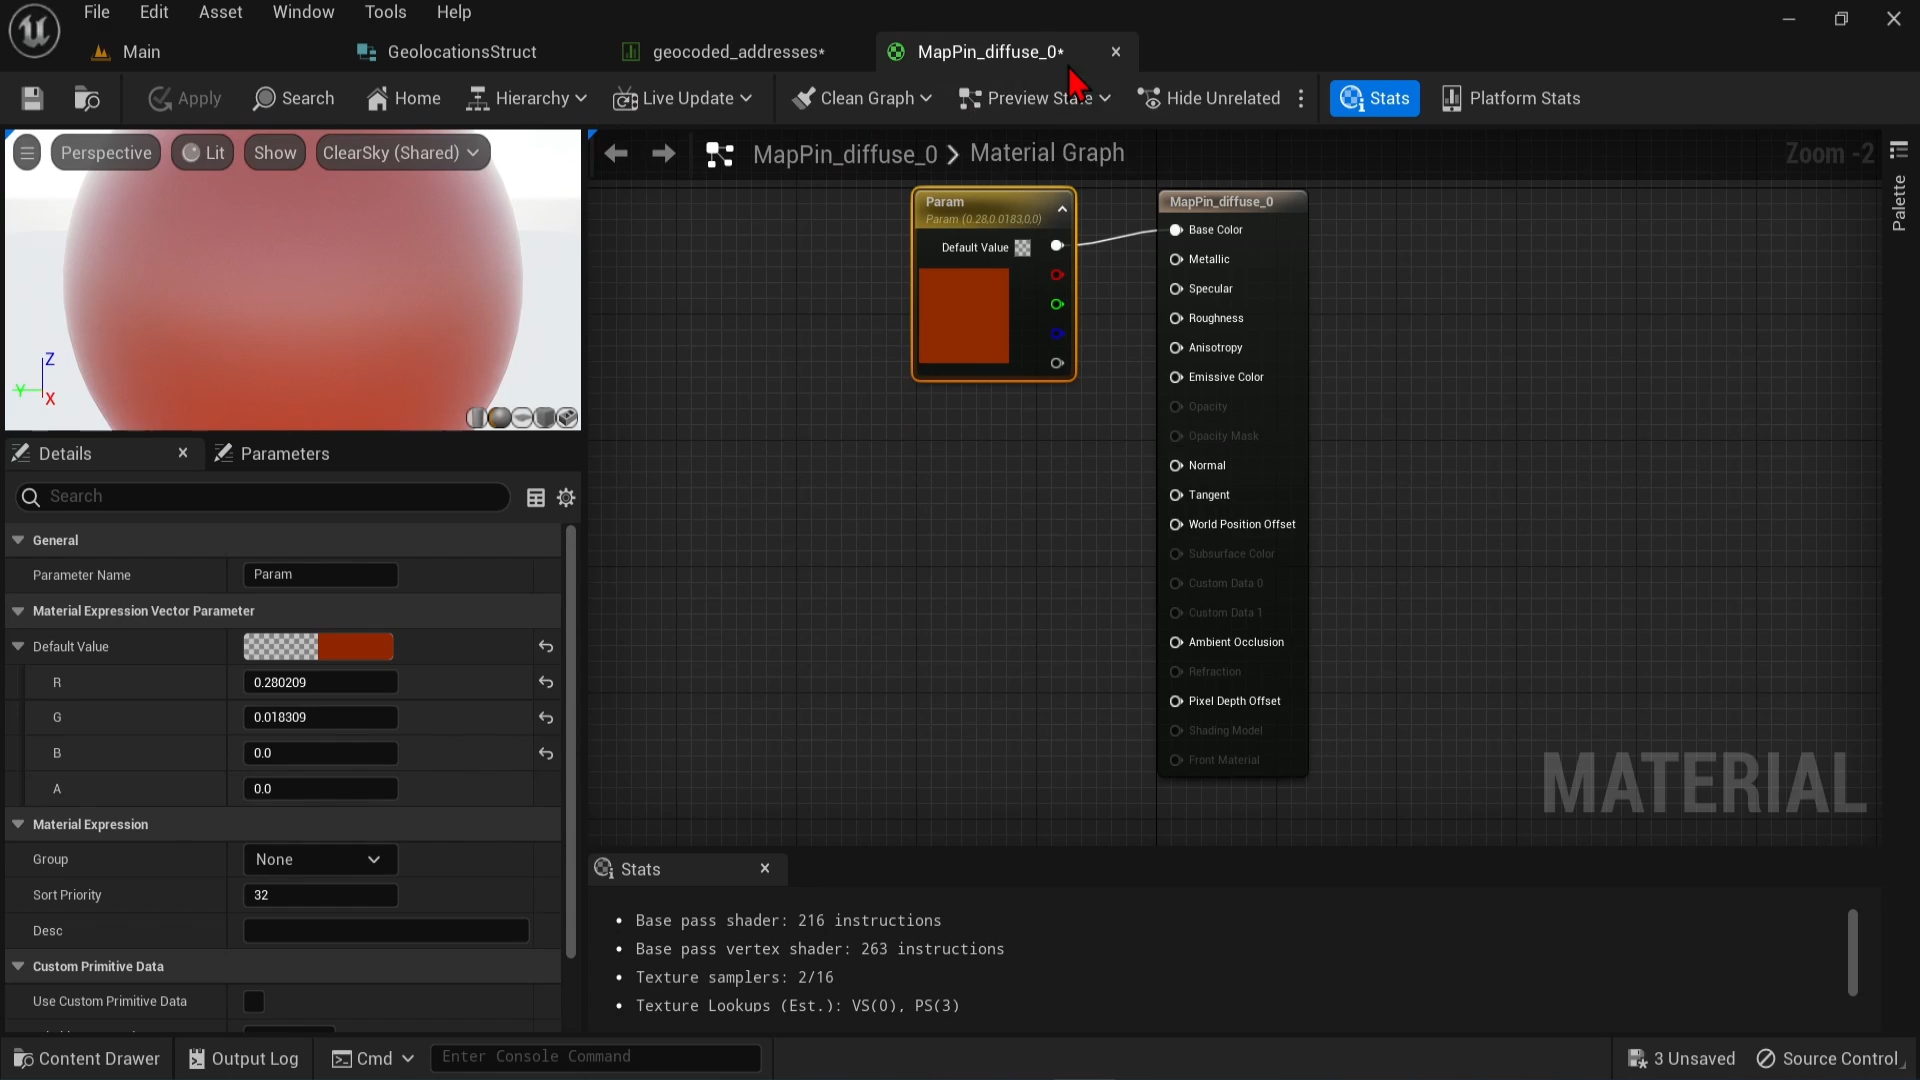 File Edit Asset Window Tools Help
Main GeolocationsStruct geocoded_addresses* MapPin_diffuse_0*
Apply Search Home Hierarchy Live Update Clean Graph Preview State Hide Unrelated Stats Platform Stats
Perspective Lit Show ClearSky (Shared)
MapPin_diffuse_0 > Material Graph Zoom -2
Palette
Param
Param (0.28,0.0183,0,0)
Default Value
MapPin_diffuse_0
Base Color
Metallic
Specular
Roughness
Anisotropy
Emissive Color
Opacity
Opacity Mask
Normal
Tangent
World Position Offset
Subsurface Color
Custom Data 0
Custom Data 1
Ambient Occlusion
Refraction
Pixel Depth Offset
Shading Model
Front Material
MATERIAL
Z
Y
X
Details Parameters
Search
General
Parameter Name Param
Material Expression Vector Parameter
Default Value
R 0.280209
G 0.018309
B 0.0
A 0.0
Material Expression
Group None
Sort Priority 32
Desc
Custom Primitive Data
Use Custom Primitive Data
Stats
• Base pass shader: 216 instructions
• Base pass vertex shader: 263 instructions
• Texture samplers: 2/16
• Texture Lookups (Est.): VS(0), PS(3)
Content Drawer Output Log Cmd Enter Console Command 3 Unsaved Source Control